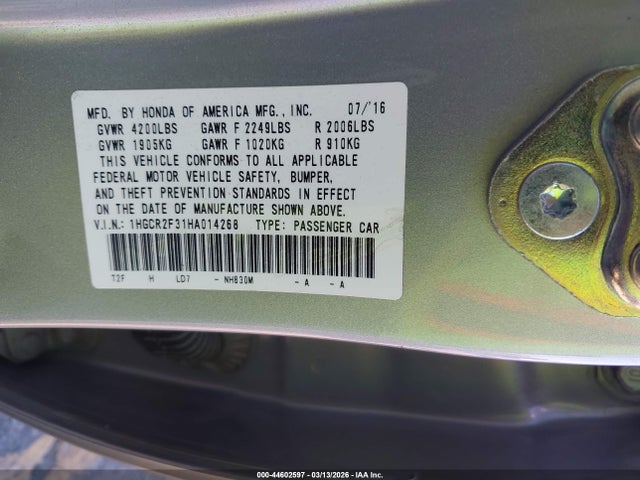 MFD. BY HONDA OF AMERICA MFG., INC. 07/'16
GVWR 4200LBS GAWR F 2249LBS R 2006LBS
GVWR 1905KG GAWR F 1020KG R 910KG
THIS VEHICLE CONFORMS TO ALL APPLICABLE
FEDERAL MOTOR VEHICLE SAFETY, BUMPER,
AND THEFT PREVENTION STANDARDS IN EFFECT
ON THE DATE OF MANUFACTURE SHOWN ABOVE.
V.I.N.: 1HGCR2F31HA014268 TYPE: PASSENGER CAR
T2F H LD7 - NH830M - A - A
000-44602597 - 03/13/2026 - IAA Inc.